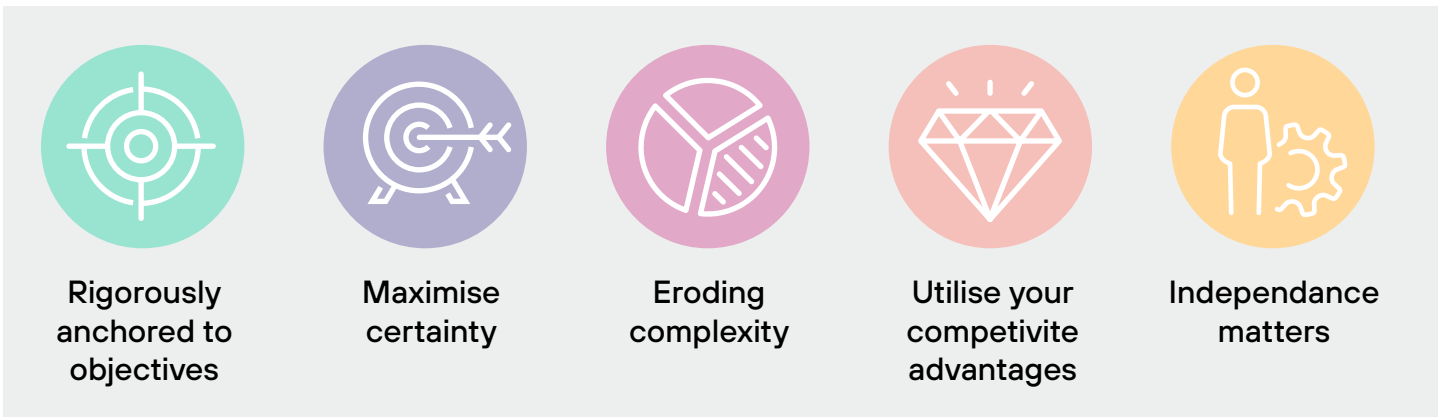 Rigorously
anchored to
objectives
Maximise
certainty
Eroding
complexity
Utilise your
competivite
advantages
Independance
matters